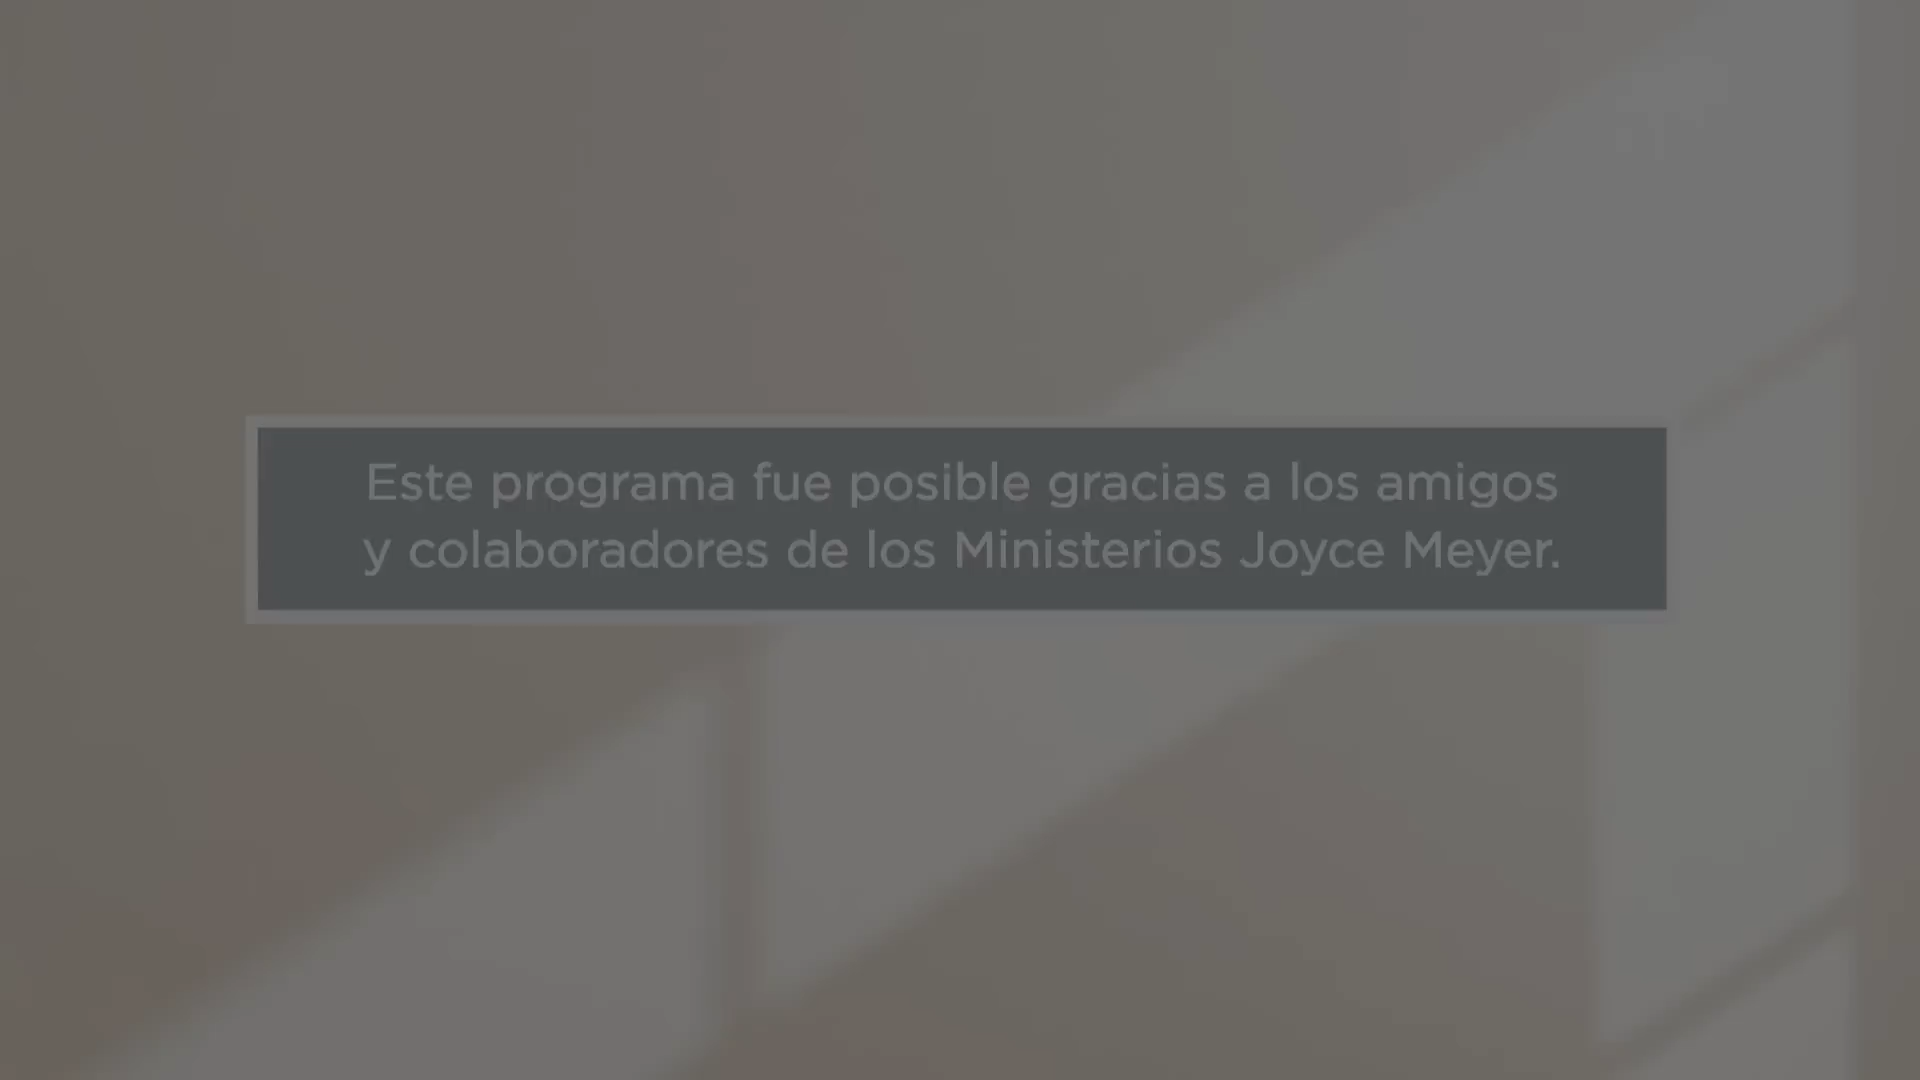 Este programa fue posible gracias a los amigos
y colaboradores de los Ministerios Joyce Meyer.